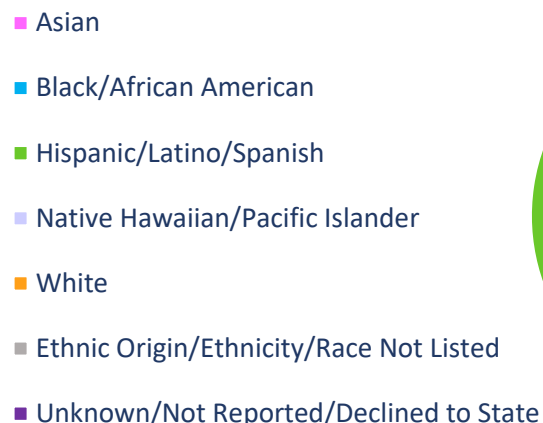 Asian
Black/African American
Hispanic/Latino/Spanish
Native Hawaiian/Pacific Islander
White
Ethnic Origin/Ethnicity/Race Not Listed
Unknown/Not Reported/Declined to State